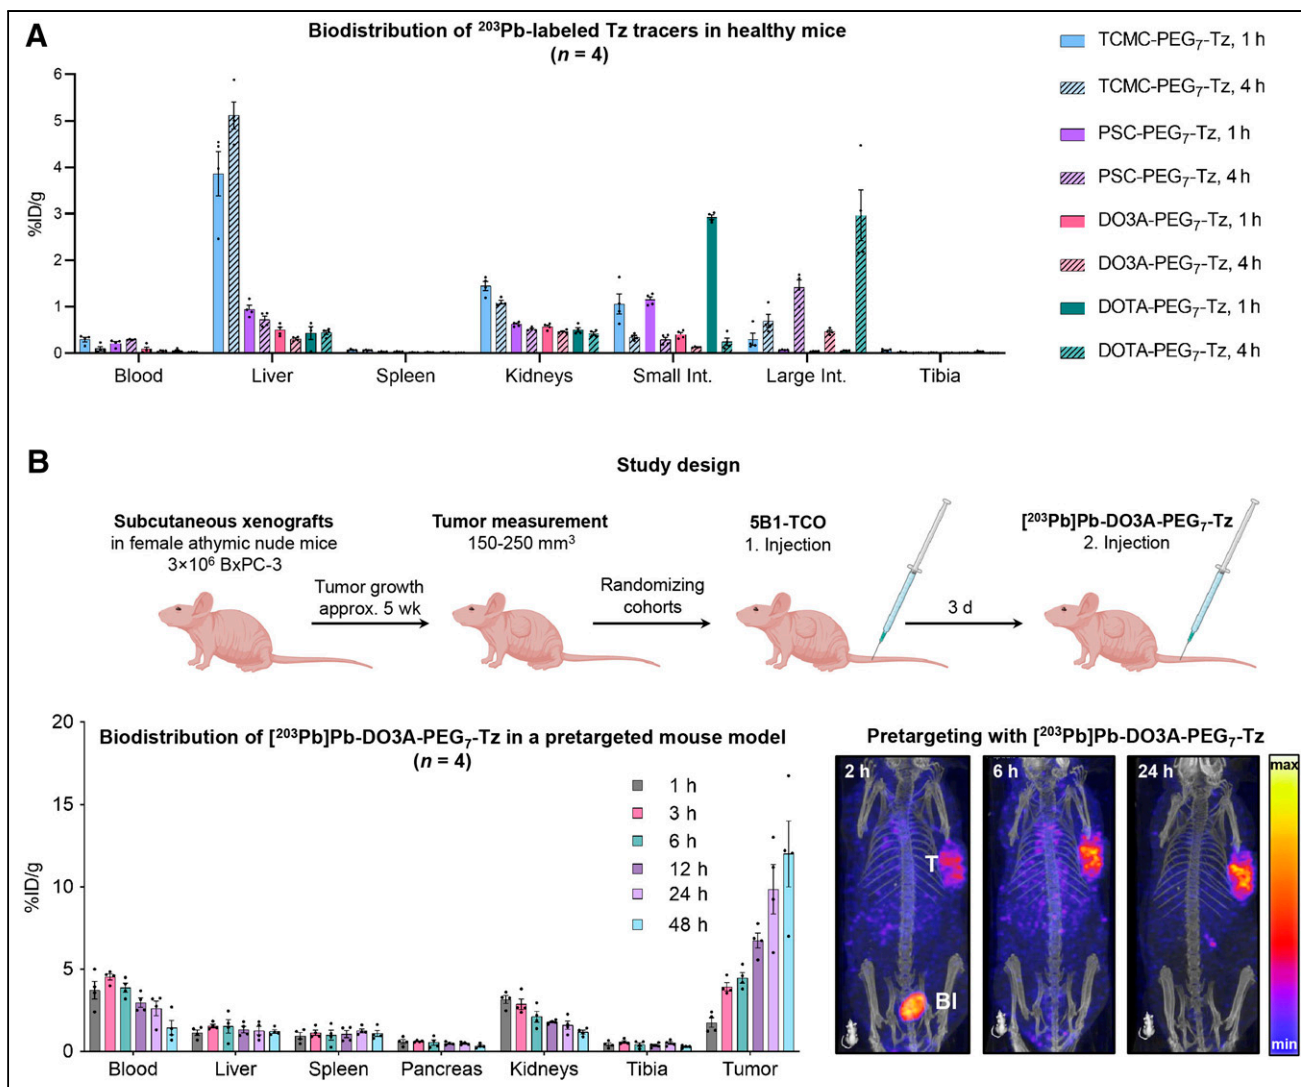 A
Biodistribution of ²⁰³Pb-labeled Tz tracers in healthy mice
(n = 4)
%ID/g
6
5
4
3
2
1
0
Blood
Liver
Spleen
Kidneys
Small Int.
Large Int.
Tibia
TCMC-PEG₇-Tz, 1 h
TCMC-PEG₇-Tz, 4 h
PSC-PEG₇-Tz, 1 h
PSC-PEG₇-Tz, 4 h
DO3A-PEG₇-Tz, 1 h
DO3A-PEG₇-Tz, 4 h
DOTA-PEG₇-Tz, 1 h
DOTA-PEG₇-Tz, 4 h
B
Study design
Subcutaneous xenografts
in female athymic nude mice
3×10⁶ BxPC-3
Tumor growth
approx. 5 wk
Tumor measurement
150-250 mm³
Randomizing
cohorts
5B1-TCO
1. Injection
3 d
[²⁰³Pb]Pb-DO3A-PEG₇-Tz
2. Injection
Biodistribution of [²⁰³Pb]Pb-DO3A-PEG₇-Tz in a pretargeted mouse model
(n = 4)
%ID/g
20
15
10
5
0
1 h
3 h
6 h
12 h
24 h
48 h
Blood
Liver
Spleen
Pancreas
Kidneys
Tibia
Tumor
Pretargeting with [²⁰³Pb]Pb-DO3A-PEG₇-Tz
2 h
6 h
24 h
T
Bl
max
min